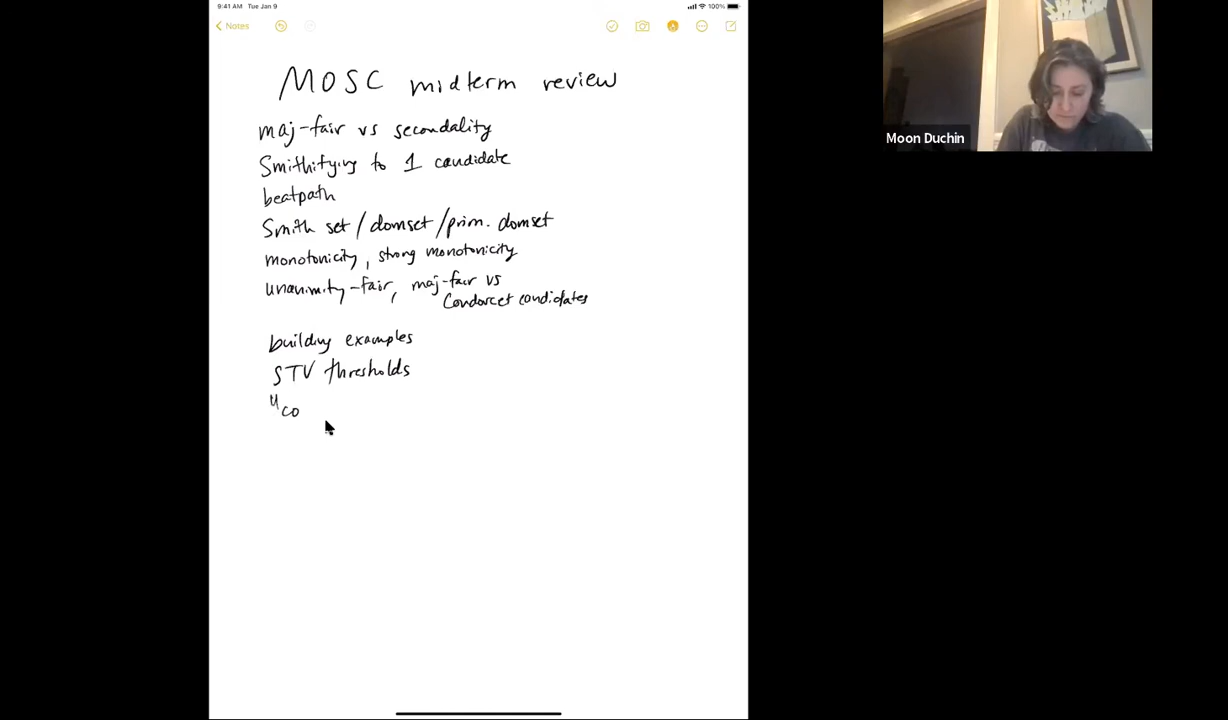 9:41 AM Tue Jan 9
100%
Notes
MOSC midterm review
maj-fair vs secondality
Smithifying to 1 candidate
beatpath
Smith set / domset / prim. domset
monotonicity, strong monotonicity
unanimity-fair, maj-fair vs
Condorcet candidates
building examples
STV thresholds
"co
Moon Duchin